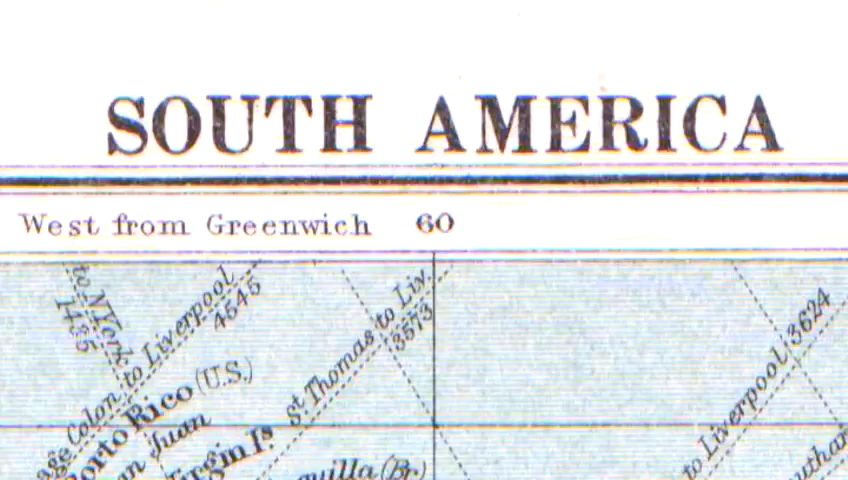 SOUTH AMERICA
West from Greenwich 60
to N.York
1435
Colon to Liverpool
4545
St Thomas to Liv.
3573
to Liverpool 3624
Porto Rico (U.S.)
Juan
Virgin Is
(Br.)